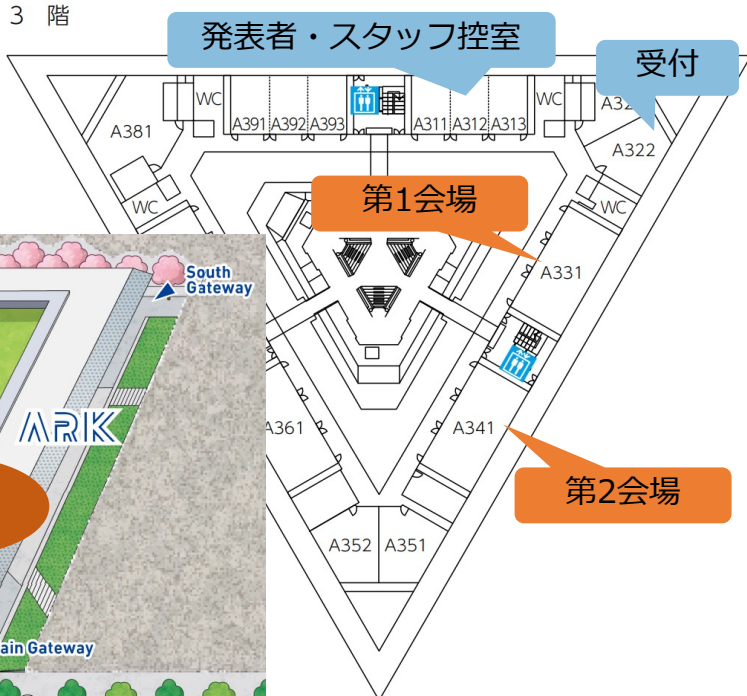 3 階
発表者・スタッフ控室
受付
WC
WC
A381
A391
A392
A393
A311
A312
A313
A322
WC
WC
第1会場
A331
South
Gateway
ARK
A361
A341
第2会場
A352
A351
ain Gateway